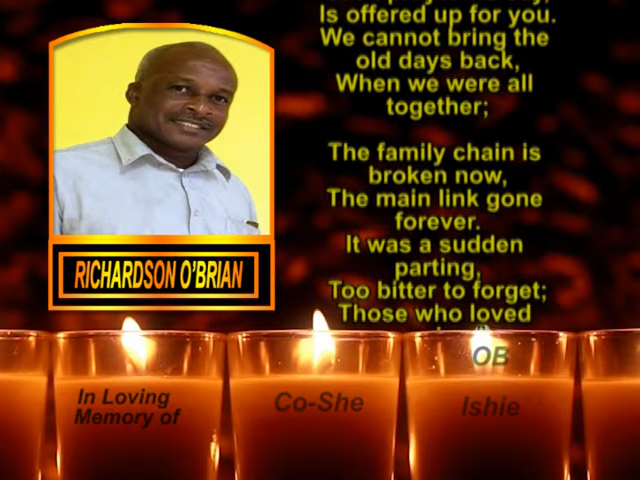 Is offered up for you.
We cannot bring the
old days back,
When we were all
together;
The family chain is
broken now,
The main link gone
forever.
It was a sudden
parting,
Too bitter to forget;
Those who loved
RICHARDSON O'BRIAN
In Loving
Memory of
Co-She
OB
Ishie